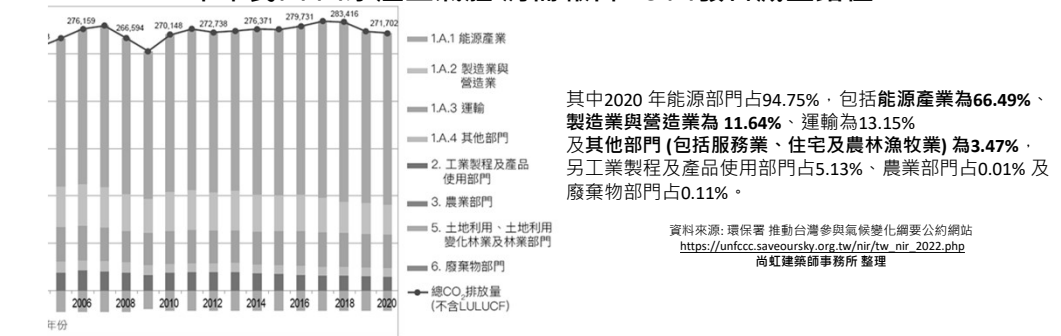 276,159
266,594
270,148
272,738
276,371
279,731
283,416
271,702
1.A.1 能源產業
1.A.2 製造業與
營造業
1.A.3 運輸
1.A.4 其他部門
2. 工業製程及產品
使用部門
3. 農業部門
5. 土地利用、土地利用
變化林業及林業部門
6. 廢棄物部門
總CO2排放量
(不含LULUCF)
2006 2008 2010 2012 2014 2016 2018 2020
年份
其中2020 年能源部門占94.75%，包括能源產業為66.49%、
製造業與營造業為 11.64%、運輸為13.15%
及其他部門 (包括服務業、住宅及農林漁牧業) 為3.47%，
另工業製程及產品使用部門占5.13%、農業部門占0.01% 及
廢棄物部門占0.11%。
資料來源: 環保署 推動台灣參與氣候變化綱要公約網站
https://unfccc.saveoursky.org.tw/nir/tw_nir_2022.php
尚虹建築師事務所 整理